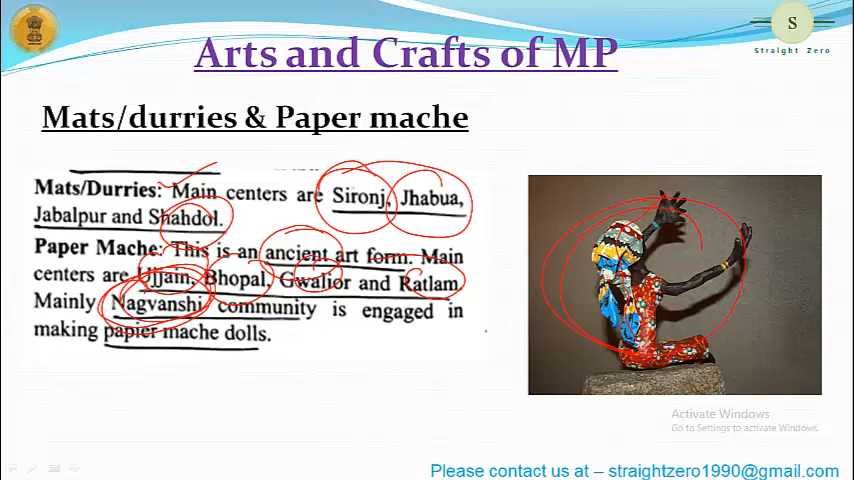 S
Straight Zero
Arts and Crafts of MP
Mats/durries & Paper mache
Mats/Durries: Main centers are Sironj, Jhabua,
Jabalpur and Shahdol.
Paper Mache: This is an ancient art form. Main
centers are Ujjain, Bhopal, Gwalior and Ratlam.
Mainly Nagvanshi community is engaged in
making papier mache dolls.
Activate Windows
Go to Settings to activate Windows.
Please contact us at – straightzero1990@gmail.com